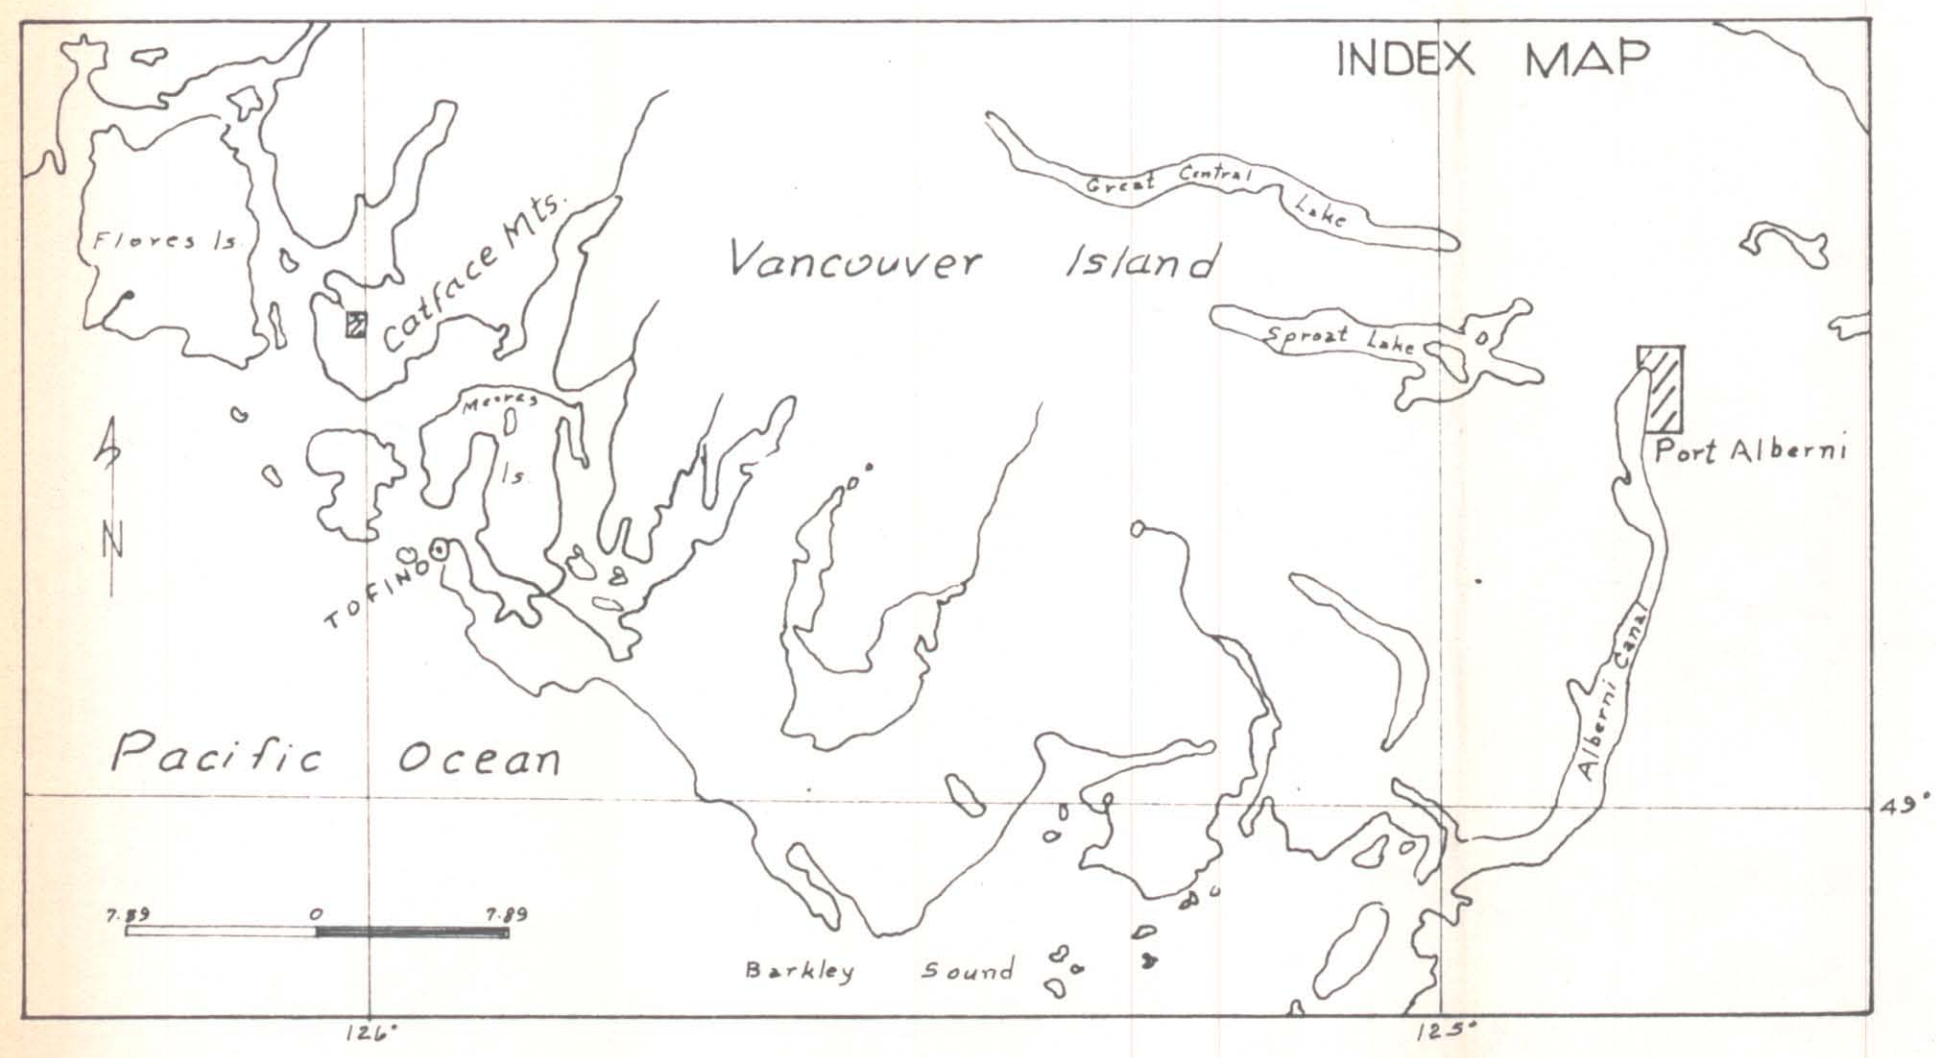 INDEX MAP
Great Central Lake
Flores Is.
Catface Mts.
Vancouver Island
Sproat Lake
Meares
Is.
Port Alberni
N
TOFINO
Alberni Canal
Pacific Ocean
49°
7.89 0 7.89
Barkley Sound
126° 125°